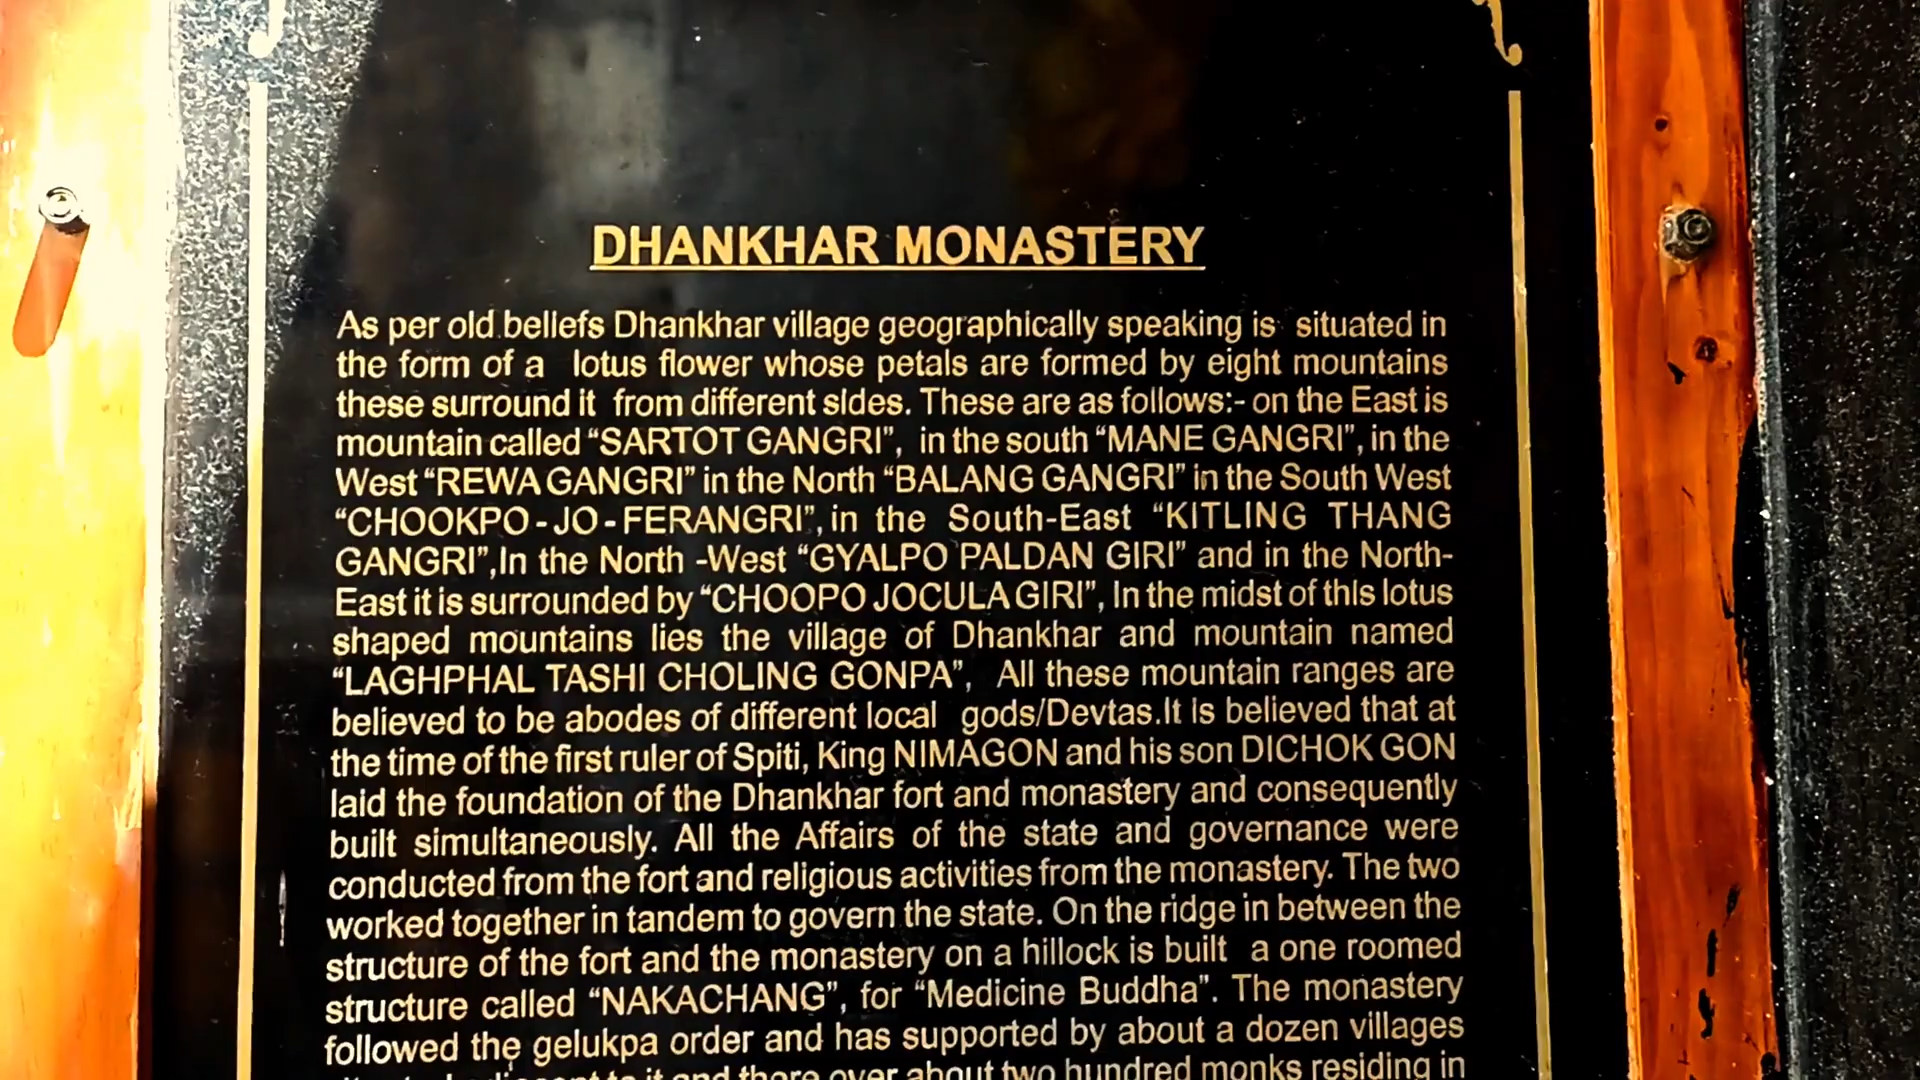 DHANKHAR MONASTERY
As per old beliefs Dhankhar village geographically speaking is situated in
the form of a lotus flower whose petals are formed by eight mountains
these surround it from different sides. These are as follows:- on the East is
mountain called “SARTOT GANGRI”, in the south “MANE GANGRI”, in the
West “REWA GANGRI” in the North “BALANG GANGRI” in the South West
“CHOOKPO - JO - FERANGRI”, in the South-East “KITLING THANG
GANGRI”,In the North -West “GYALPO PALDAN GIRI” and in the North-
East it is surrounded by “CHOOPO JOCULA GIRI”, In the midst of this lotus
shaped mountains lies the village of Dhankhar and mountain named
“LAGHPHAL TASHI CHOLING GONPA”, All these mountain ranges are
believed to be abodes of different local gods/Devtas.It is believed that at
the time of the first ruler of Spiti, King NIMAGON and his son DICHOK GON
laid the foundation of the Dhankhar fort and monastery and consequently
built simultaneously. All the Affairs of the state and governance were
conducted from the fort and religious activities from the monastery. The two
worked together in tandem to govern the state. On the ridge in between the
structure of the fort and the monastery on a hillock is built a one roomed
structure called “NAKACHANG”, for “Medicine Buddha”. The monastery
followed the gelukpa order and has supported by about a dozen villages
to it and there over about two hundred monks residing in